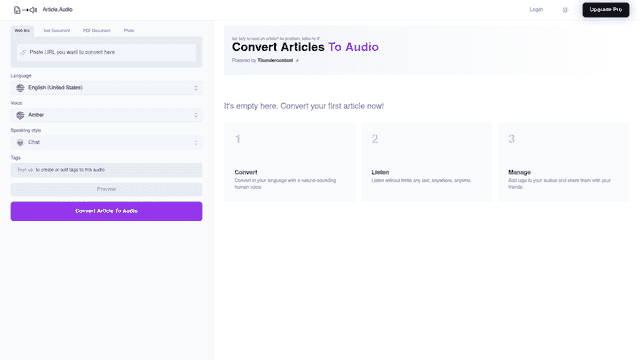 Article.Audio
Login
Upgrade Pro
Web link
Text Document
PDF Document
Photo
Paste URL you want to convert here
Language
English (United States)
Voice
Amber
Speaking style
Chat
Tags
Sign up to create or add tags to this audio
Preview
Convert Article To Audio
Convert Articles To Audio
Powered by Thundercontent
It's empty here. Convert your first article now!
1
Convert
Convert in your language with a natural-sounding
human voice.
2
Listen
Listen without limits any text, anywhere, anytime.
3
Manage
Add tags to your audios and share them with your
friends.